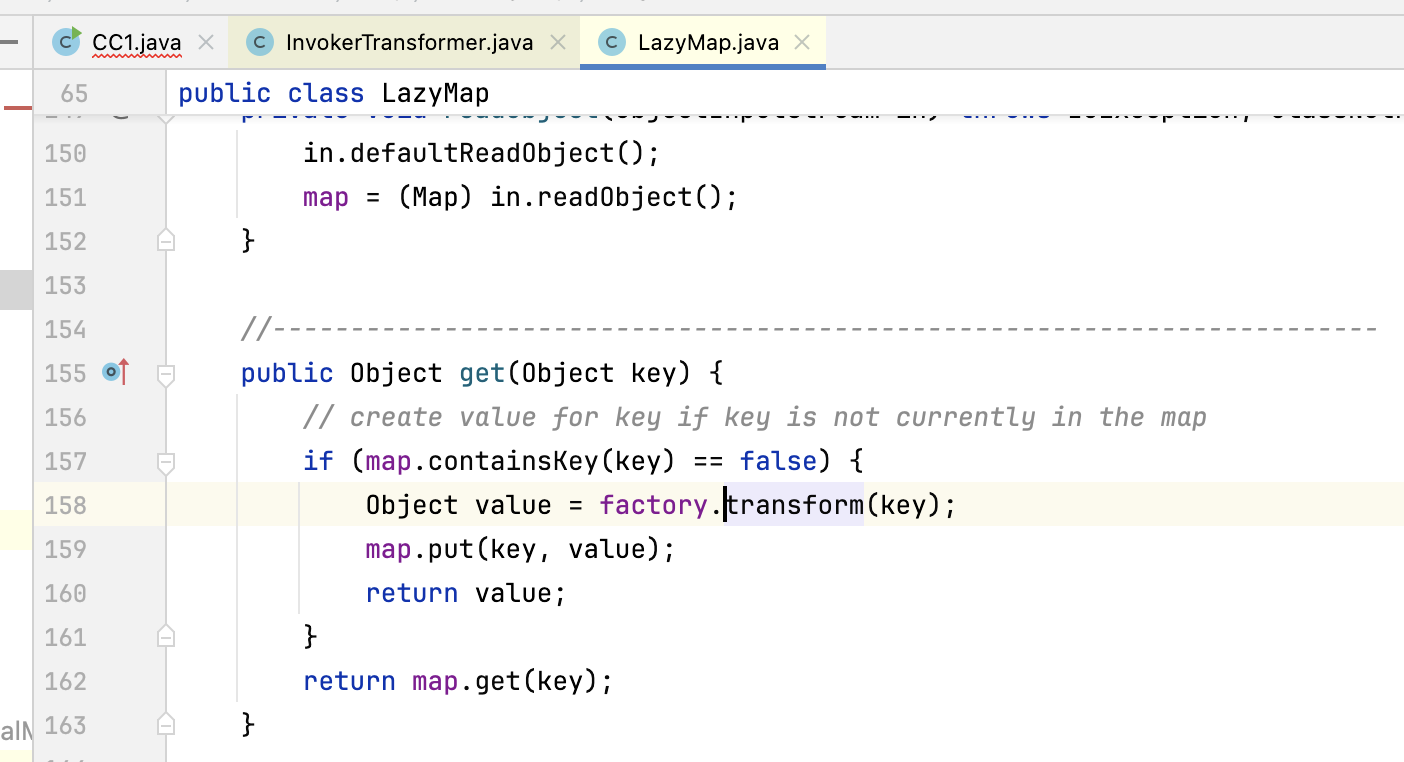 CC1.java InvokerTransformer.java LazyMap.java
65 public class LazyMap
150 in.defaultReadObject();
151 map = (Map) in.readObject();
152 }
153
154 //-----------------------------------------------------------------------
155 public Object get(Object key) {
156 // create value for key if key is not currently in the map
157 if (map.containsKey(key) == false) {
158 Object value = factory.transform(key);
159 map.put(key, value);
160 return value;
161 }
162 return map.get(key);
163 }